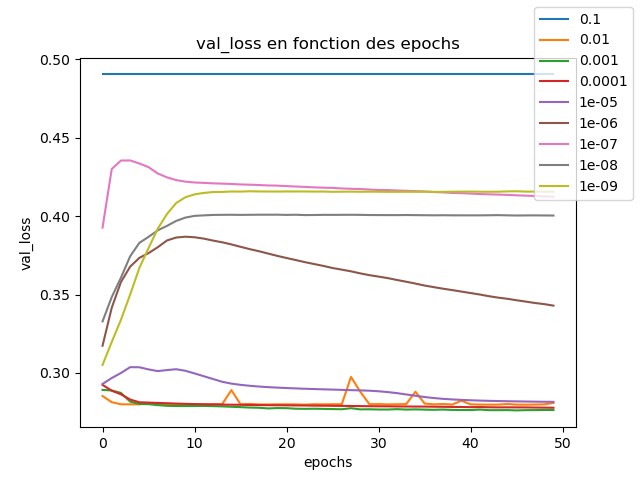 val_loss en fonction des epochs
0.1
0.01
0.001
0.0001
1e-05
1e-06
1e-07
1e-08
1e-09
0.50
0.45
0.40
0.35
0.30
val_loss
0
10
20
30
40
50
epochs